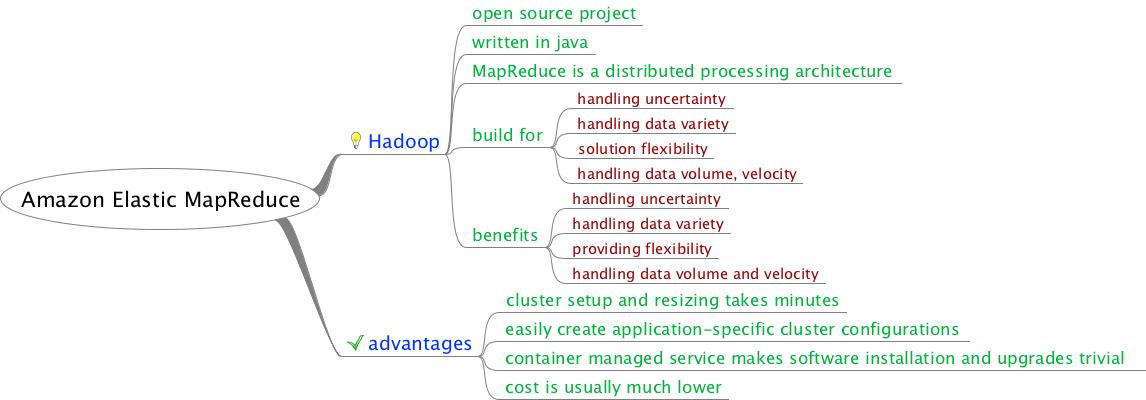 Amazon Elastic MapReduce
Hadoop
open source project
written in java
MapReduce is a distributed processing architecture
build for
handling uncertainty
handling data variety
solution flexibility
handling data volume, velocity
benefits
handling uncertainty
handling data variety
providing flexibility
handling data volume and velocity
advantages
cluster setup and resizing takes minutes
easily create application-specific cluster configurations
container managed service makes software installation and upgrades trivial
cost is usually much lower